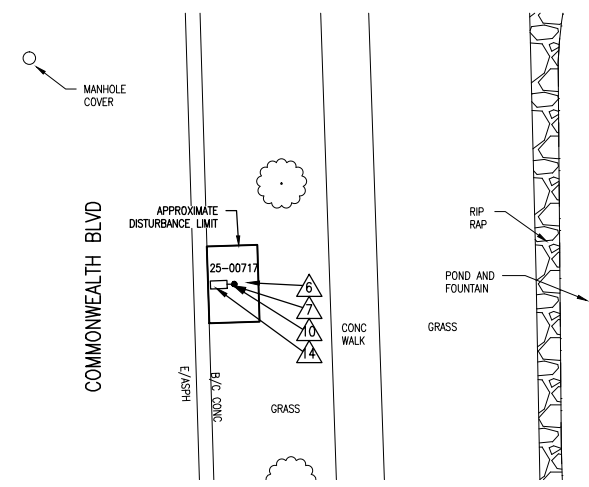 MANHOLE
COVER
COMMONWEALTH BLVD
APPROXIMATE
DISTURBANCE LIMIT
25-00717
6
7
10
14
E/ASPH
B/C CONC
GRASS
CONC
WALK
GRASS
RIP
RAP
POND AND
FOUNTAIN